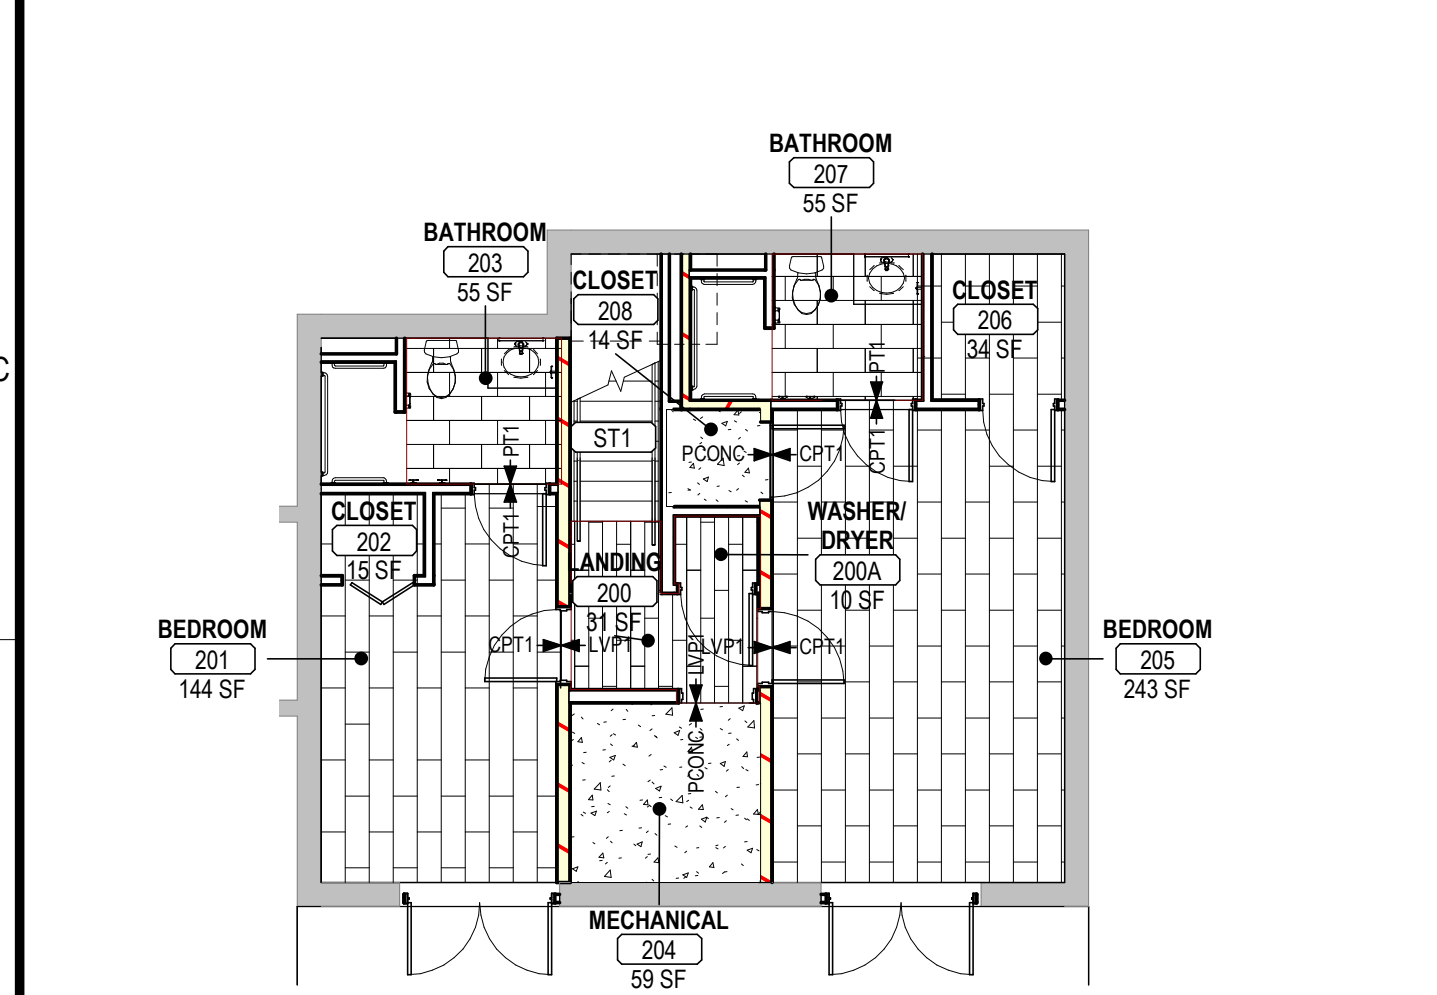 BATHROOM
207
55 SF
BATHROOM
203
55 SF
CLOSET
208
14 SF
CLOSET
206
34 SF
C
PT1
CPT1
PT1
CPT1
ST1
PCONC
CPT1
CLOSET
202
15 SF
WASHER/
DRYER
200A
10 SF
LANDING
200
31 SF
BEDROOM
201
144 SF
CPT1
LVP1
LVP1
CPT1
LVP1
PCONC
BEDROOM
205
243 SF
MECHANICAL
204
59 SF